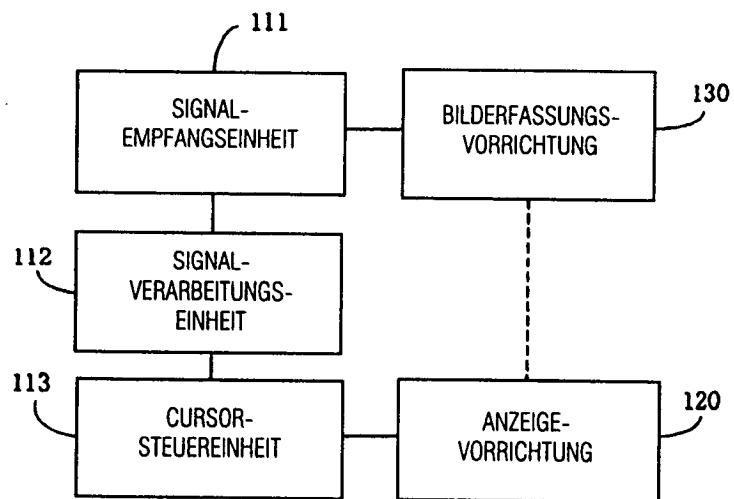 111
SIGNAL-
EMPFANGSEINHEIT
BILDERFASSUNGS-
VORRICHTUNG
130
112
SIGNAL-
VERARBEITUNGS-
EINHEIT
113
CURSOR-
STEUEREINHEIT
ANZEIGE-
VORRICHTUNG
120